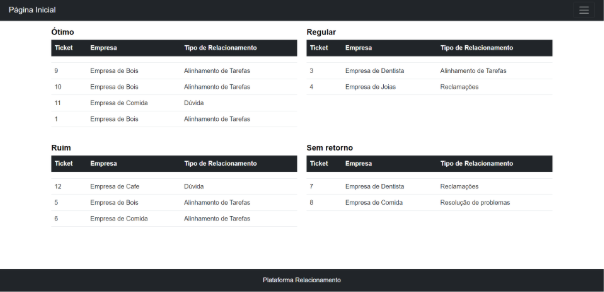 Página Inicial
Ótimo
Ticket Empresa Tipo de Relacionamento
9 Empresa de Bois Alinhamento de Tarefas
10 Empresa de Bois Alinhamento de Tarefas
11 Empresa de Comida Dúvida
1 Empresa de Bois Alinhamento de Tarefas
Regular
Ticket Empresa Tipo de Relacionamento
3 Empresa de Dentista Alinhamento de Tarefas
4 Empresa de Joias Reclamações
Ruim
Ticket Empresa Tipo de Relacionamento
12 Empresa de Cafe Dúvida
5 Empresa de Bois Alinhamento de Tarefas
6 Empresa de Comida Alinhamento de Tarefas
Sem retorno
Ticket Empresa Tipo de Relacionamento
7 Empresa de Dentista Reclamações
8 Empresa de Comida Resolução de problemas
Plataforma Relacionamento